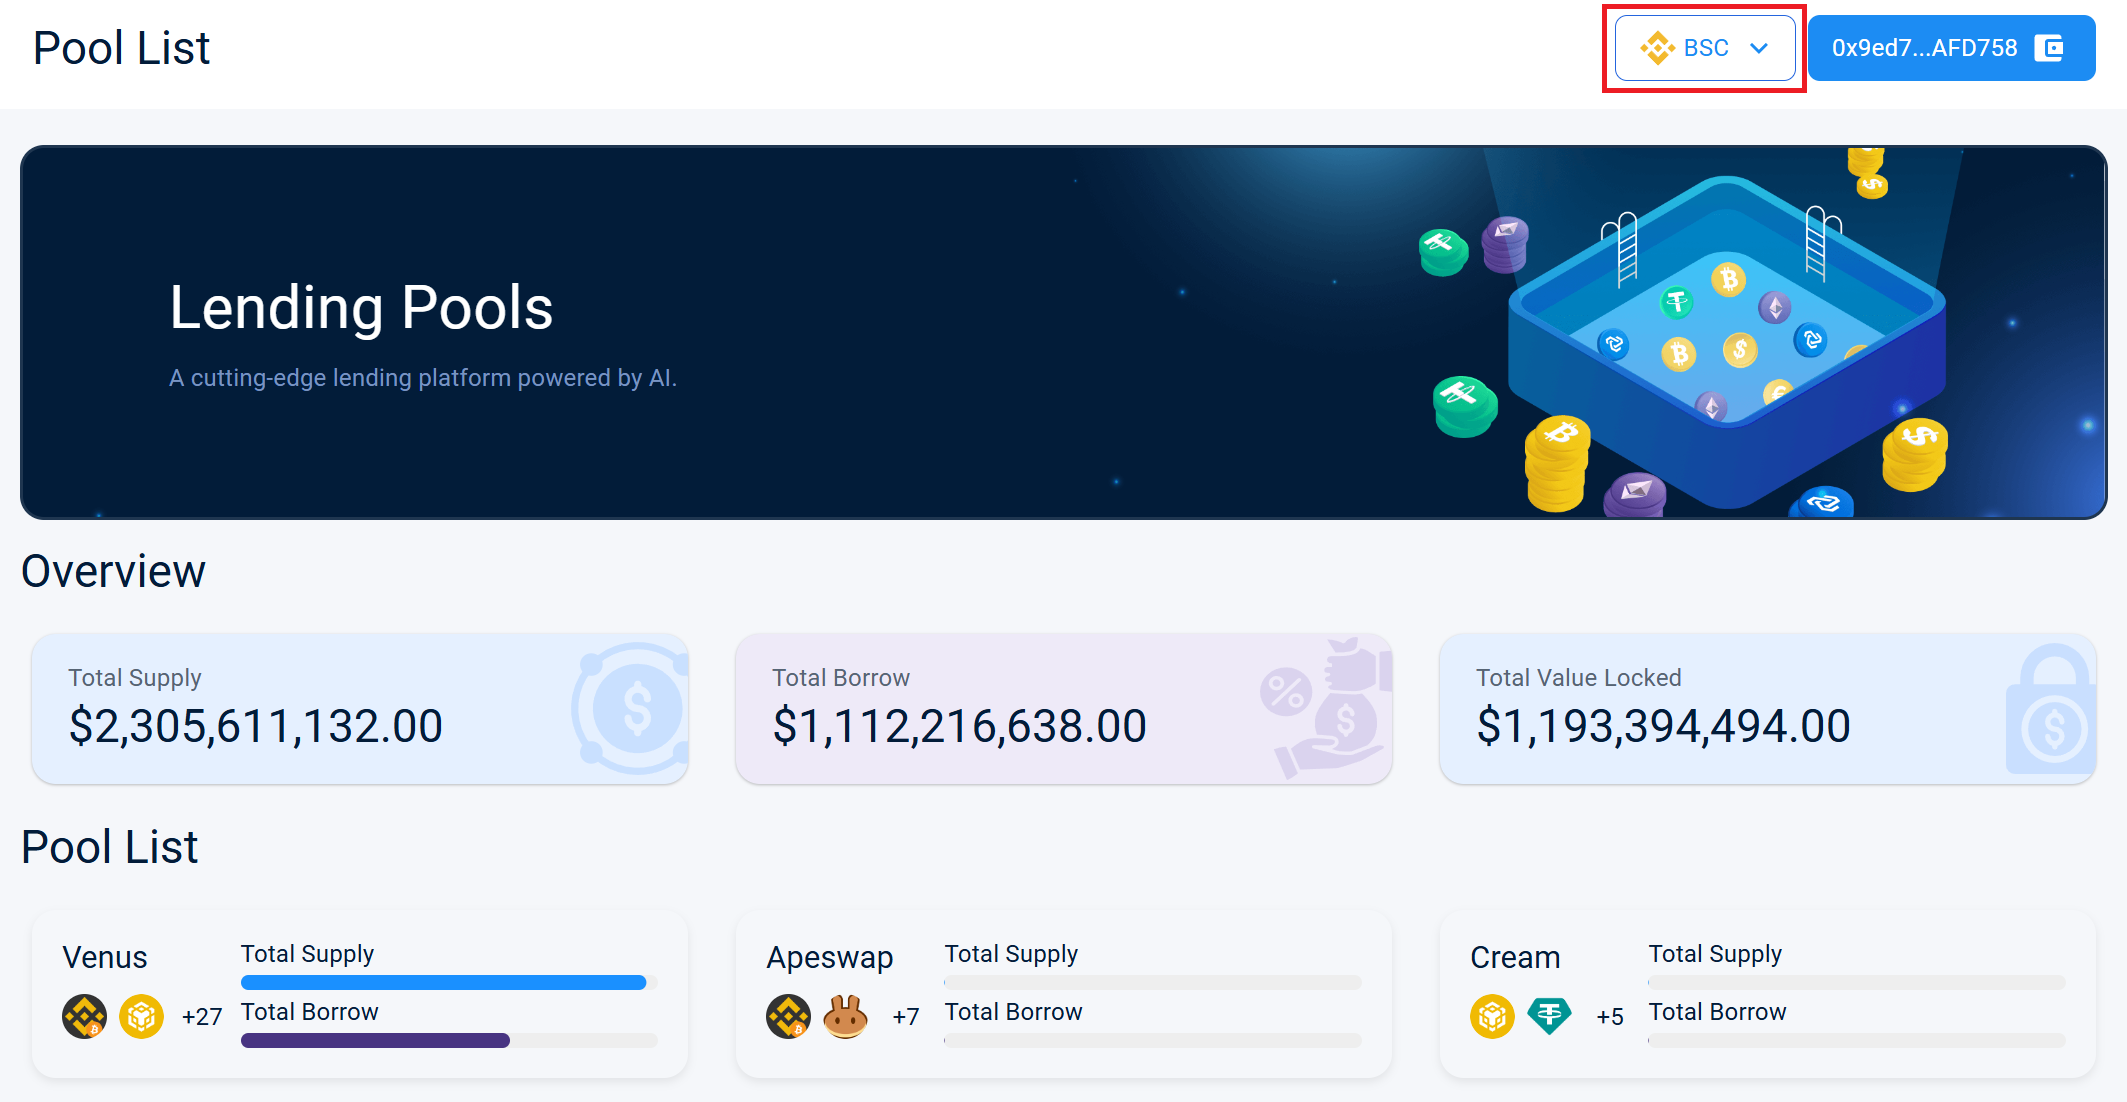 Pool List
BSC
0x9ed7...AFD758
Lending Pools
A cutting-edge lending platform powered by AI.
Overview
Total Supply
$2,305,611,132.00
Total Borrow
$1,112,216,638.00
Total Value Locked
$1,193,394,494.00
Pool List
Venus
Total Supply
+27
Total Borrow
Apeswap
Total Supply
+7
Total Borrow
Cream
Total Supply
+5
Total Borrow